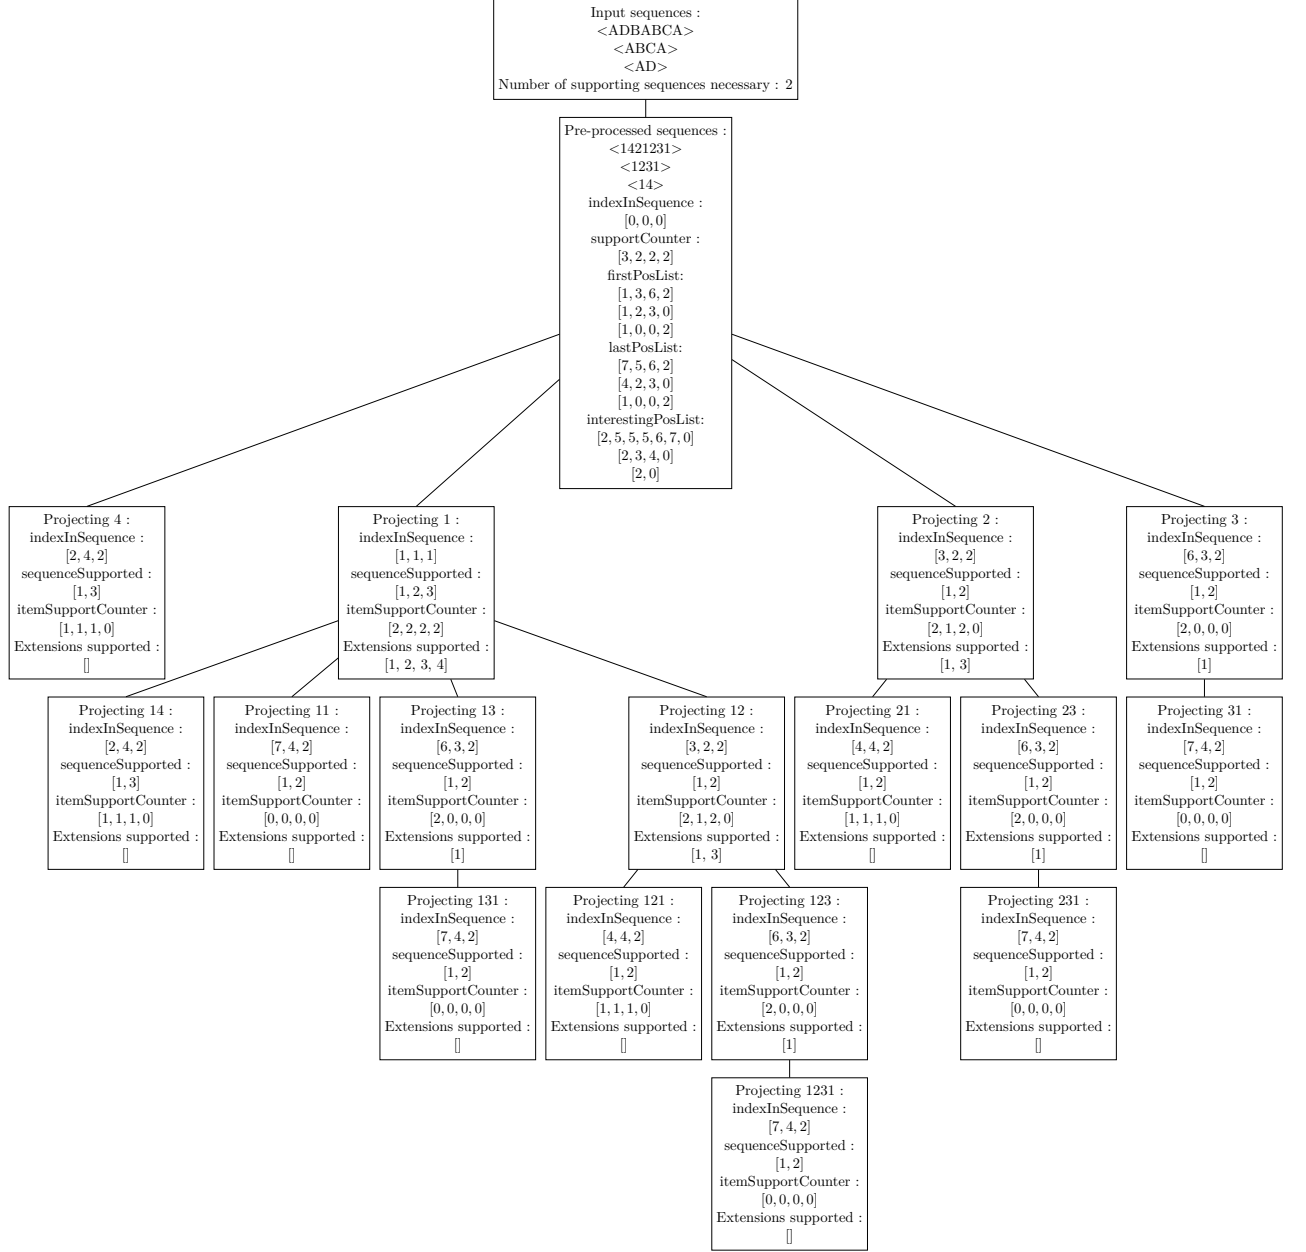 Input sequences :
<ADBABCA>
<ABCA>
<AD>
Number of supporting sequences necessary : 2
Pre-processed sequences :
<1421231>
<1231>
<14>
indexInSequence :
[0, 0, 0]
supportCounter :
[3, 2, 2, 2]
firstPosList:
[1, 3, 6, 2]
[1, 2, 3, 0]
[1, 0, 0, 2]
lastPosList:
[7, 5, 6, 2]
[4, 2, 3, 0]
[1, 0, 0, 2]
interestingPosList:
[2, 5, 5, 5, 6, 7, 0]
[2, 3, 4, 0]
[2, 0]
Projecting 4 :
indexInSequence :
[2, 4, 2]
sequenceSupported :
[1, 3]
itemSupportCounter :
[1, 1, 1, 0]
Extensions supported :
[]
Projecting 1 :
indexInSequence :
[1, 1, 1]
sequenceSupported :
[1, 2, 3]
itemSupportCounter :
[2, 2, 2, 2]
Extensions supported :
[1, 2, 3, 4]
Projecting 2 :
indexInSequence :
[3, 2, 2]
sequenceSupported :
[1, 2]
itemSupportCounter :
[2, 1, 2, 0]
Extensions supported :
[1, 3]
Projecting 3 :
indexInSequence :
[6, 3, 2]
sequenceSupported :
[1, 2]
itemSupportCounter :
[2, 0, 0, 0]
Extensions supported :
[1]
Projecting 14 :
indexInSequence :
[2, 4, 2]
sequenceSupported :
[1, 3]
itemSupportCounter :
[1, 1, 1, 0]
Extensions supported :
[]
Projecting 11 :
indexInSequence :
[7, 4, 2]
sequenceSupported :
[1, 2]
itemSupportCounter :
[0, 0, 0, 0]
Extensions supported :
[]
Projecting 13 :
indexInSequence :
[6, 3, 2]
sequenceSupported :
[1, 2]
itemSupportCounter :
[2, 0, 0, 0]
Extensions supported :
[1]
Projecting 12 :
indexInSequence :
[3, 2, 2]
sequenceSupported :
[1, 2]
itemSupportCounter :
[2, 1, 2, 0]
Extensions supported :
[1, 3]
Projecting 21 :
indexInSequence :
[4, 4, 2]
sequenceSupported :
[1, 2]
itemSupportCounter :
[1, 1, 1, 0]
Extensions supported :
[]
Projecting 23 :
indexInSequence :
[6, 3, 2]
sequenceSupported :
[1, 2]
itemSupportCounter :
[2, 0, 0, 0]
Extensions supported :
[1]
Projecting 31 :
indexInSequence :
[7, 4, 2]
sequenceSupported :
[1, 2]
itemSupportCounter :
[0, 0, 0, 0]
Extensions supported :
[]
Projecting 131 :
indexInSequence :
[7, 4, 2]
sequenceSupported :
[1, 2]
itemSupportCounter :
[0, 0, 0, 0]
Extensions supported :
[]
Projecting 121 :
indexInSequence :
[4, 4, 2]
sequenceSupported :
[1, 2]
itemSupportCounter :
[1, 1, 1, 0]
Extensions supported :
[]
Projecting 123 :
indexInSequence :
[6, 3, 2]
sequenceSupported :
[1, 2]
itemSupportCounter :
[2, 0, 0, 0]
Extensions supported :
[1]
Projecting 231 :
indexInSequence :
[7, 4, 2]
sequenceSupported :
[1, 2]
itemSupportCounter :
[0, 0, 0, 0]
Extensions supported :
[]
Projecting 1231 :
indexInSequence :
[7, 4, 2]
sequenceSupported :
[1, 2]
itemSupportCounter :
[0, 0, 0, 0]
Extensions supported :
[]